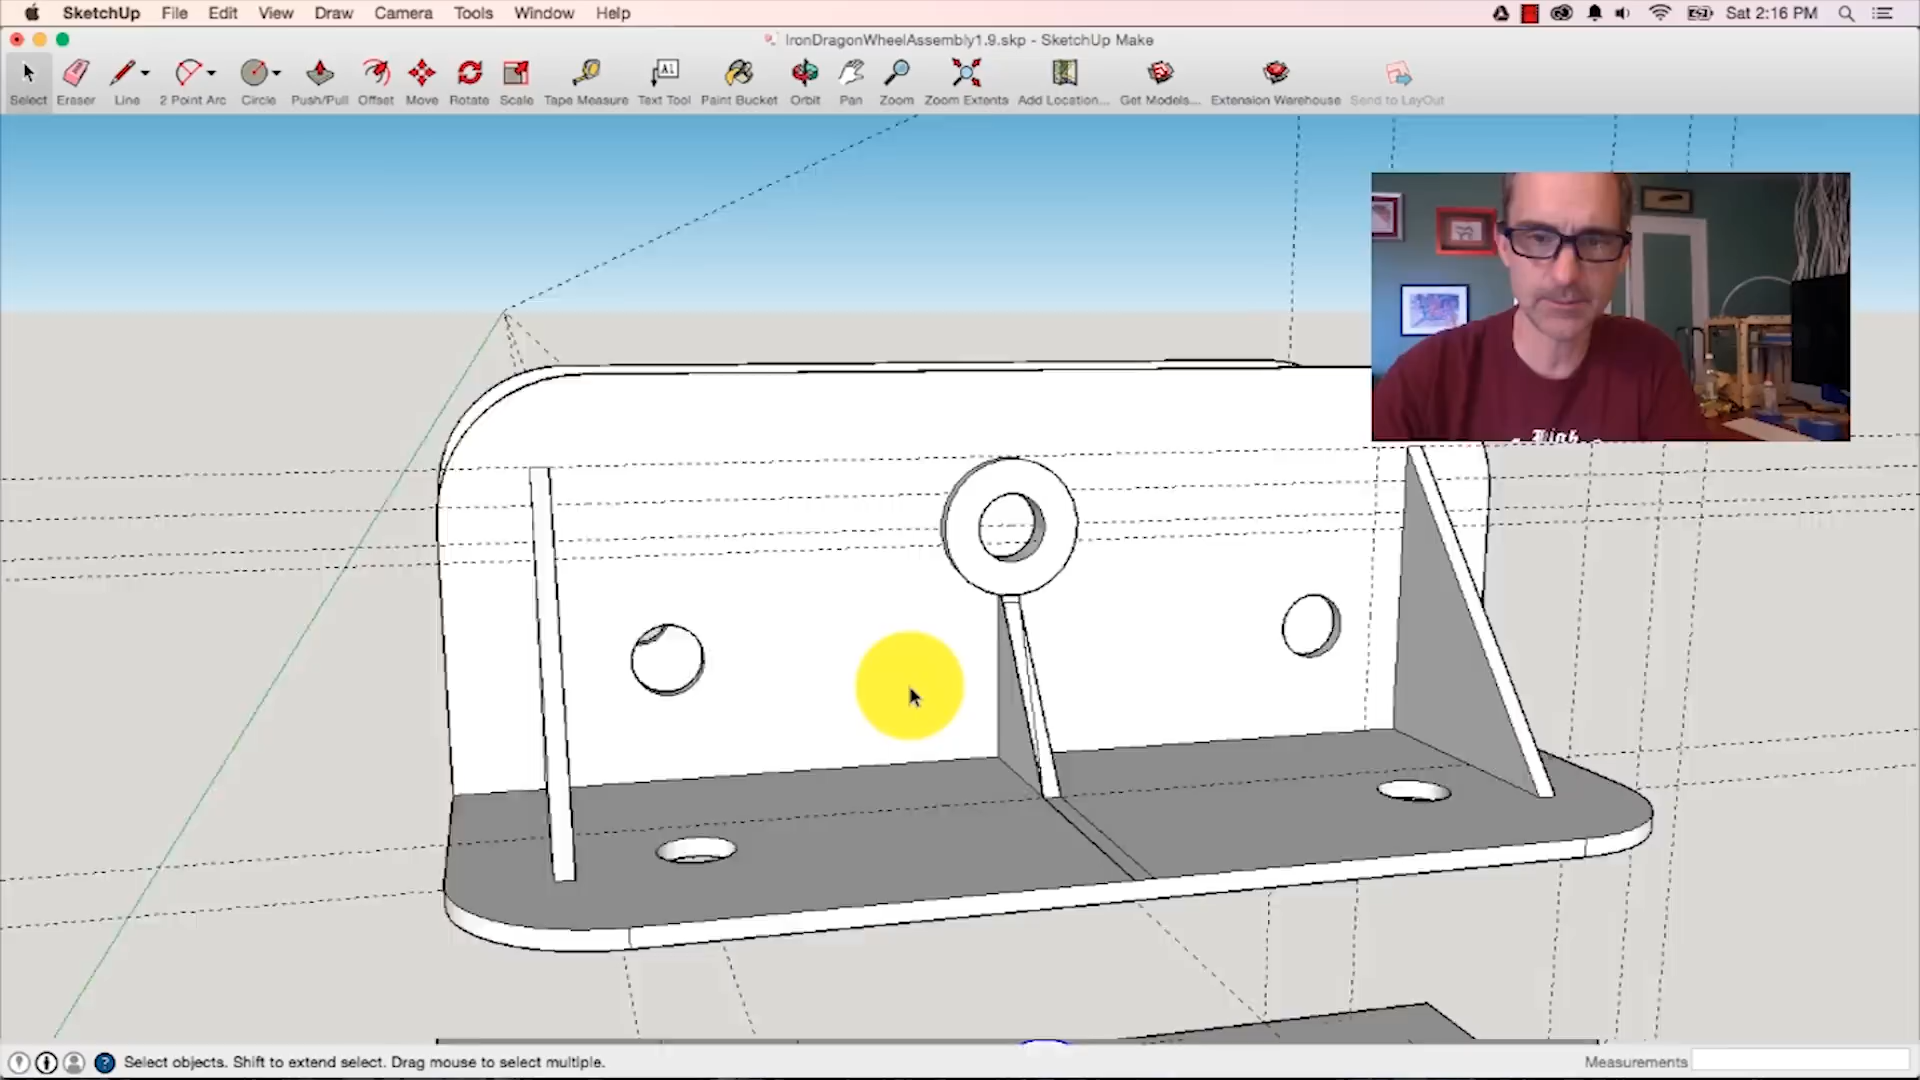 SketchUp File Edit View Draw Camera Tools Window Help Sat 2:16 PM
IronDragonWheelAssembly1.9.skp - SketchUp Make
A1
Select Eraser Line 2 Point Arc Circle Push/Pull Offset Move Rotate Scale Tape Measure Text Tool Paint Bucket Orbit Pan Zoom Zoom Extents Add Location... Get Models... Extension Warehouse Send to LayOut
? Select objects. Shift to extend select. Drag mouse to select multiple. Measurements